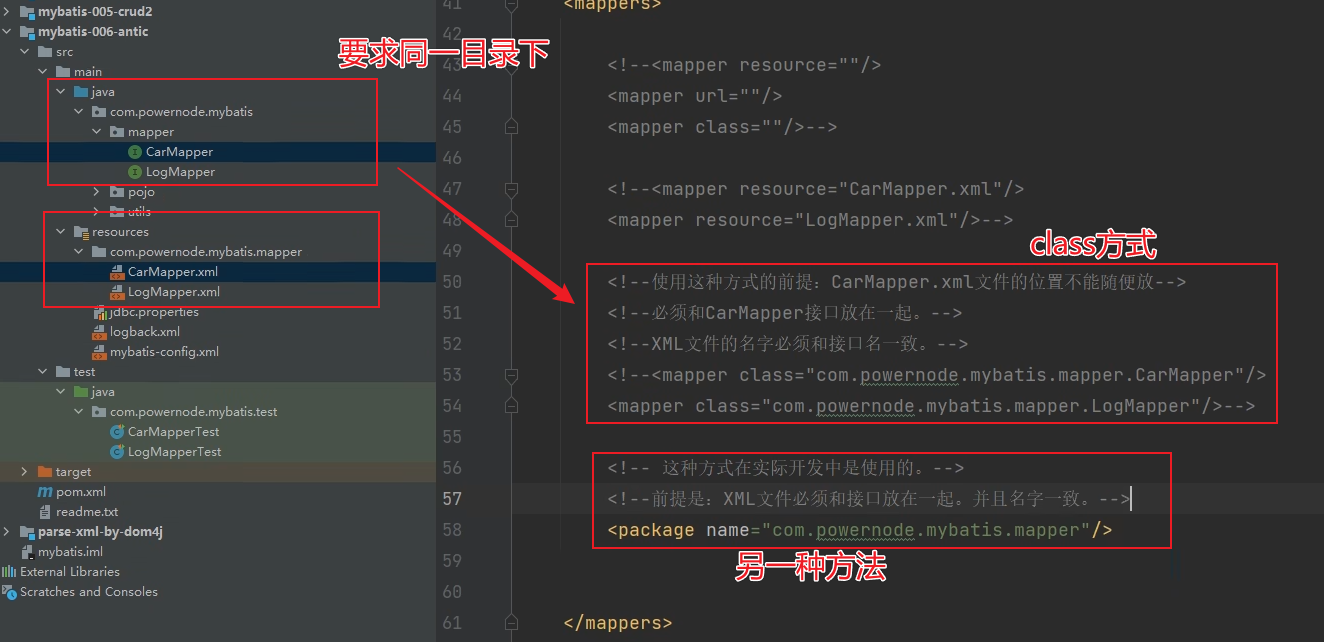 mybatis-005-crud2
mybatis-006-antic
src
main
java
com.powernode.mybatis
mapper
CarMapper
LogMapper
pojo
utils
resources
com.powernode.mybatis.mapper
CarMapper.xml
LogMapper.xml
jdbc.properties
logback.xml
mybatis-config.xml
test
java
com.powernode.mybatis.test
CarMapperTest
LogMapperTest
target
pom.xml
readme.txt
parse-xml-by-dom4j
mybatis.iml
External Libraries
Scratches and Consoles
要求同一目录下
41 <mappers>
42
43 <!--<mapper resource=""/>
44 <mapper url=""/>
45 <mapper class=""/>-->
46
47 <!--<mapper resource="CarMapper.xml"/>
48 <mapper resource="LogMapper.xml"/>-->
49
class方式
50 <!--使用这种方式的前提：CarMapper.xml文件的位置不能随便放-->
51 <!--必须和CarMapper接口放在一起。-->
52 <!--XML文件的名字必须和接口名一致。-->
53 <!--<mapper class="com.powernode.mybatis.mapper.CarMapper"/>
54 <mapper class="com.powernode.mybatis.mapper.LogMapper"/>-->
55
56 <!-- 这种方式在实际开发中是使用的。-->
57 <!--前提是：XML文件必须和接口放在一起。并且名字一致。-->
58 <package name="com.powernode.mybatis.mapper"/>
59
另一种方法
60
61 </mappers>